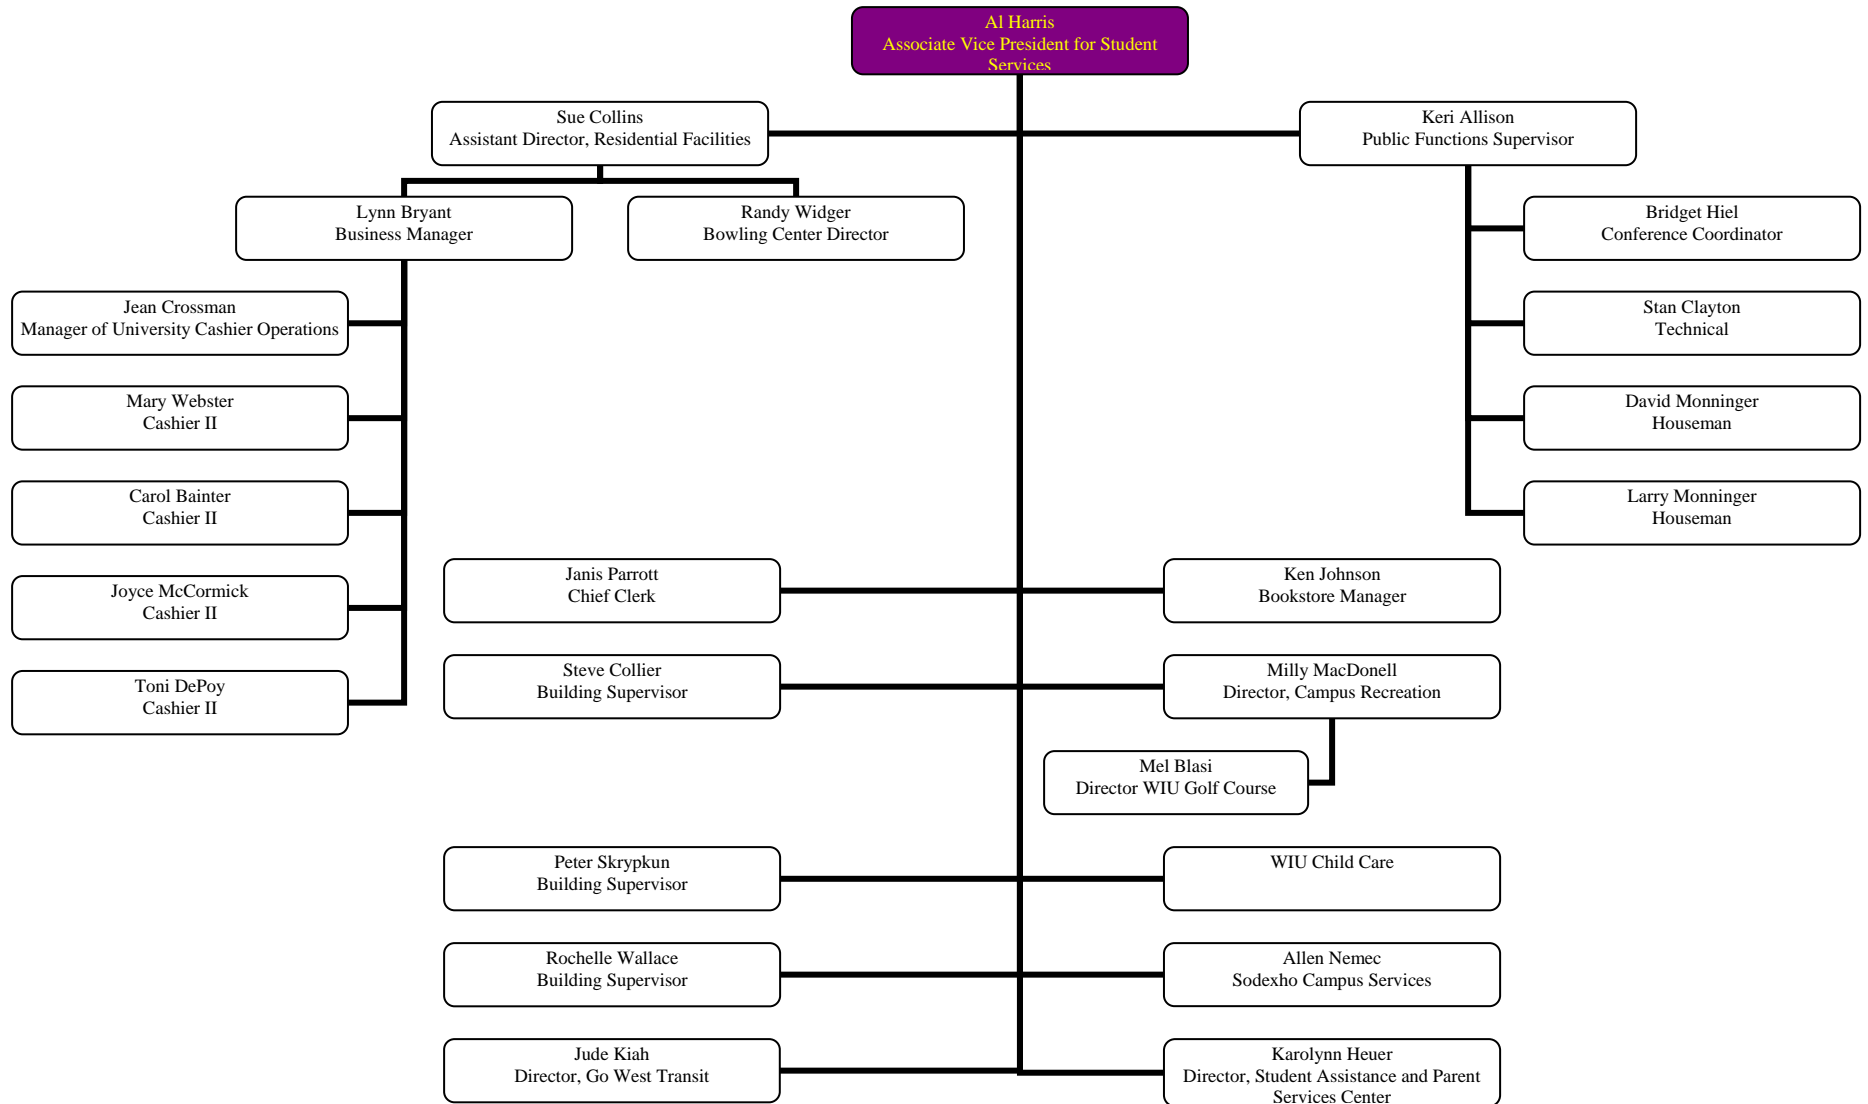 Al Harris
Associate Vice President for Student
Services
Sue Collins
Assistant Director, Residential Facilities
Keri Allison
Public Functions Supervisor
Lynn Bryant
Business Manager
Randy Widger
Bowling Center Director
Bridget Hiel
Conference Coordinator
Jean Crossman
Manager of University Cashier Operations
Stan Clayton
Technical
Mary Webster
Cashier II
David Monninger
Houseman
Carol Bainter
Cashier II
Larry Monninger
Houseman
Janis Parrott
Chief Clerk
Ken Johnson
Bookstore Manager
Joyce McCormick
Cashier II
Steve Collier
Building Supervisor
Milly MacDonell
Director, Campus Recreation
Toni DePoy
Cashier II
Mel Blasi
Director WIU Golf Course
Peter Skrypkun
Building Supervisor
WIU Child Care
Rochelle Wallace
Building Supervisor
Allen Nemec
Sodexho Campus Services
Jude Kiah
Director, Go West Transit
Karolynn Heuer
Director, Student Assistance and Parent
Services Center